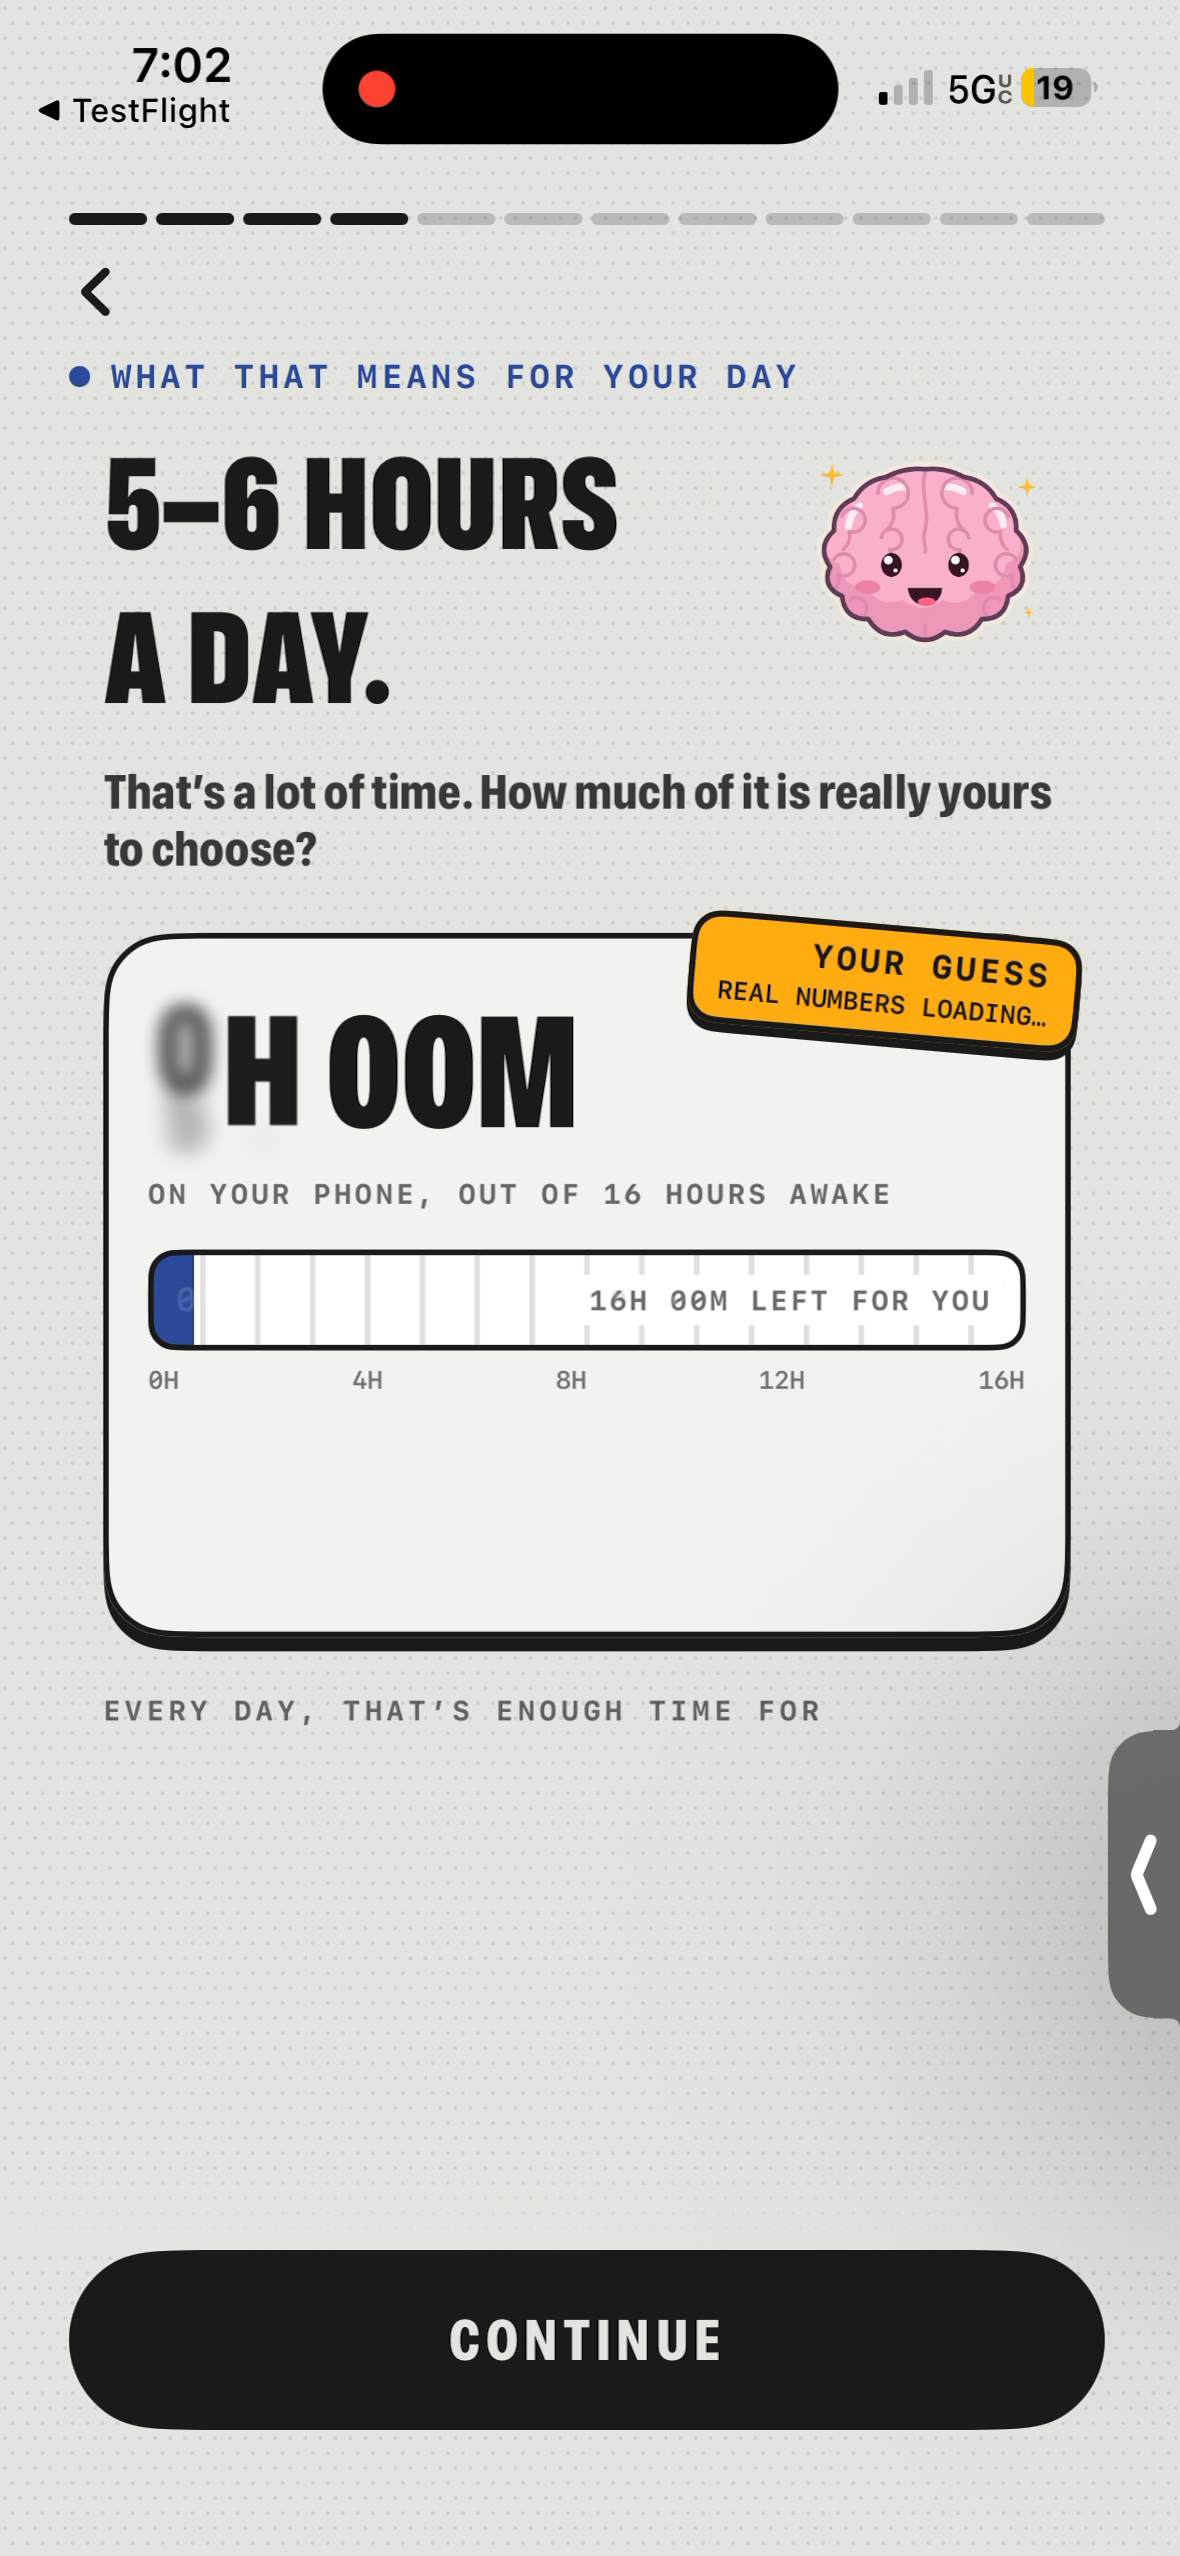 7:02
TestFlight
5G UC
19
WHAT THAT MEANS FOR YOUR DAY
5–6 HOURS
A DAY.
That’s a lot of time. How much of it is really yours
to choose?
YOUR GUESS
REAL NUMBERS LOADING…
0H 00M
ON YOUR PHONE, OUT OF 16 HOURS AWAKE
0
16H 00M LEFT FOR YOU
0H 4H 8H 12H 16H
EVERY DAY, THAT’S ENOUGH TIME FOR
CONTINUE